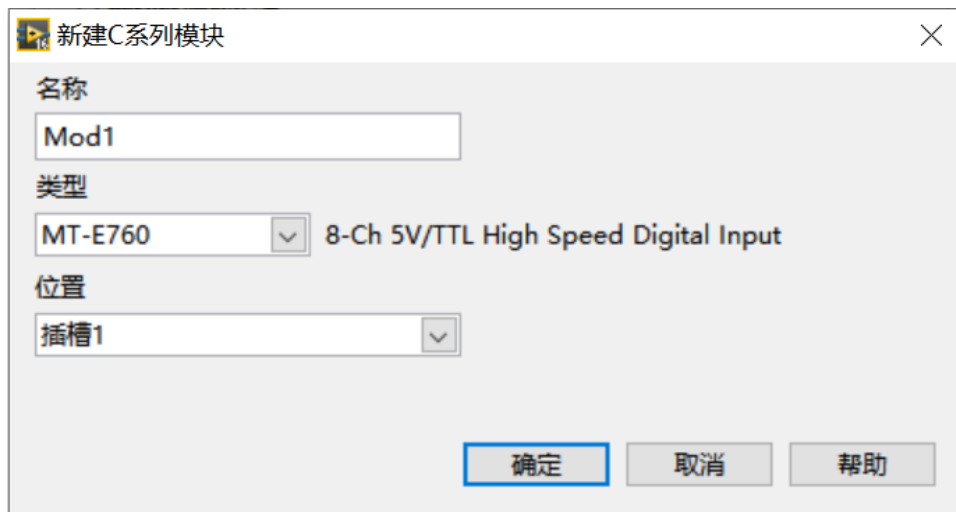 新建C系列模块
名称
Mod1
类型
MT-E760 8-Ch 5V/TTL High Speed Digital Input
位置
插槽1
确定 取消 帮助